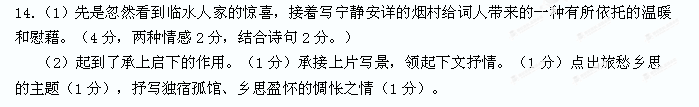 14.（1）先是忽然看到临水人家的惊喜，接着写宁静安详的烟村给词人带来的一种有所依托的温暖
和慰藉。（4分，两种情感2分，结合诗句2分。）
（2）起到了承上启下的作用。（1分）承接上片写景，领起下文抒情。（1分）点出旅愁乡思
的主题（1分），抒写独宿孤馆、乡思盈怀的惆怅之情（1分）。